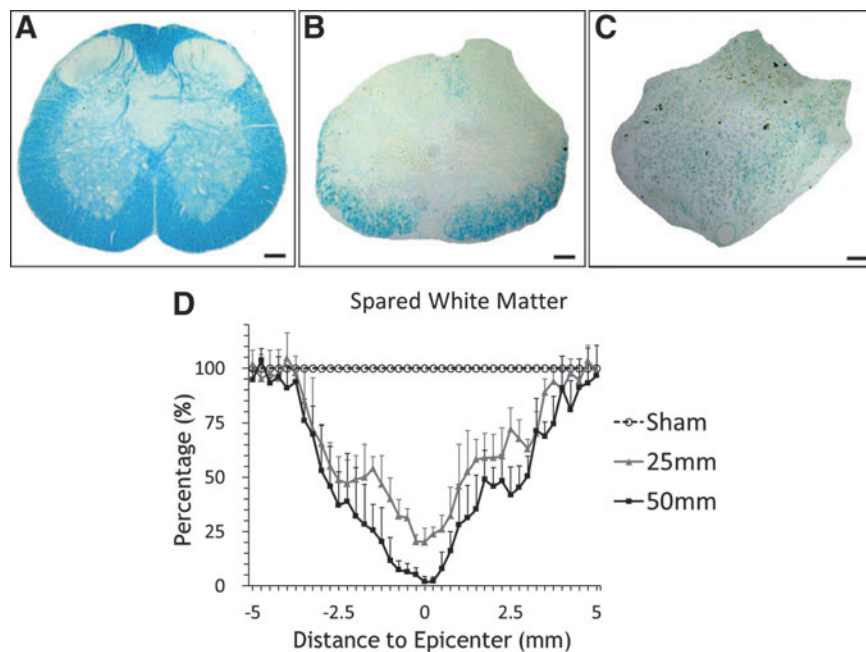 A
B
C
D
Spared White Matter
Percentage (%)
100
75
50
25
0
-5
-2.5
0
2.5
5
Distance to Epicenter (mm)
Sham
25mm
50mm